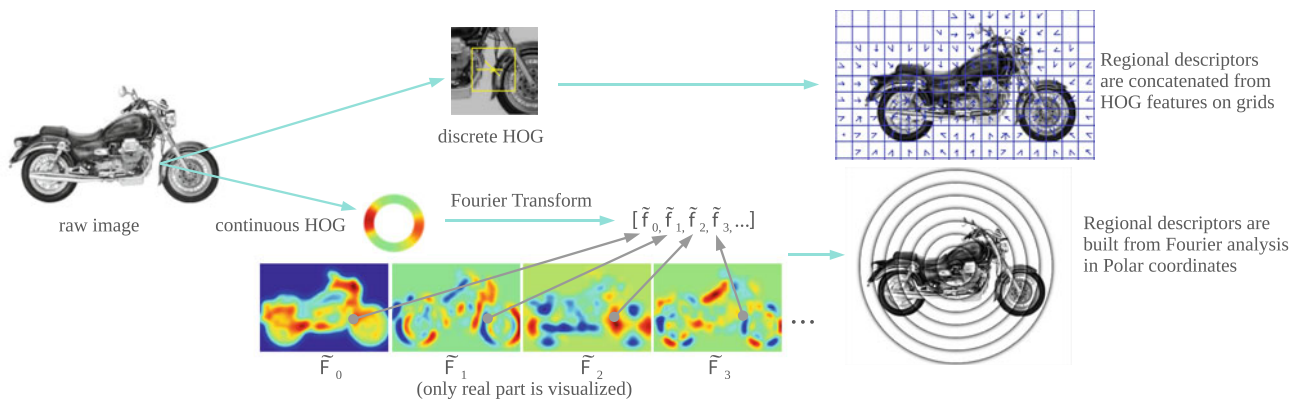 Regional descriptors
are concatenated from
HOG features on grids
discrete HOG
raw image
continuous HOG
Fourier Transform
[ f̃ 0, f̃ 1, f̃ 2, f̃ 3, ...]
Regional descriptors are
built from Fourier analysis
in Polar coordinates
...
F̃ 0
F̃ 1
F̃ 2
F̃ 3
(only real part is visualized)